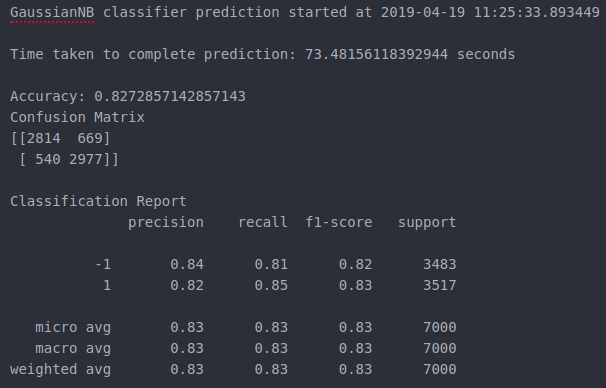 GaussianNB classifier prediction started at 2019-04-19 11:25:33.893449
Time taken to complete prediction: 73.48156118392944 seconds
Accuracy: 0.8272857142857143
Confusion Matrix
[[2814  669]
 [ 540 2977]]
Classification Report
              precision    recall  f1-score   support
          -1       0.84      0.81      0.82      3483
           1       0.82      0.85      0.83      3517
   micro avg       0.83      0.83      0.83      7000
   macro avg       0.83      0.83      0.83      7000
weighted avg       0.83      0.83      0.83      7000